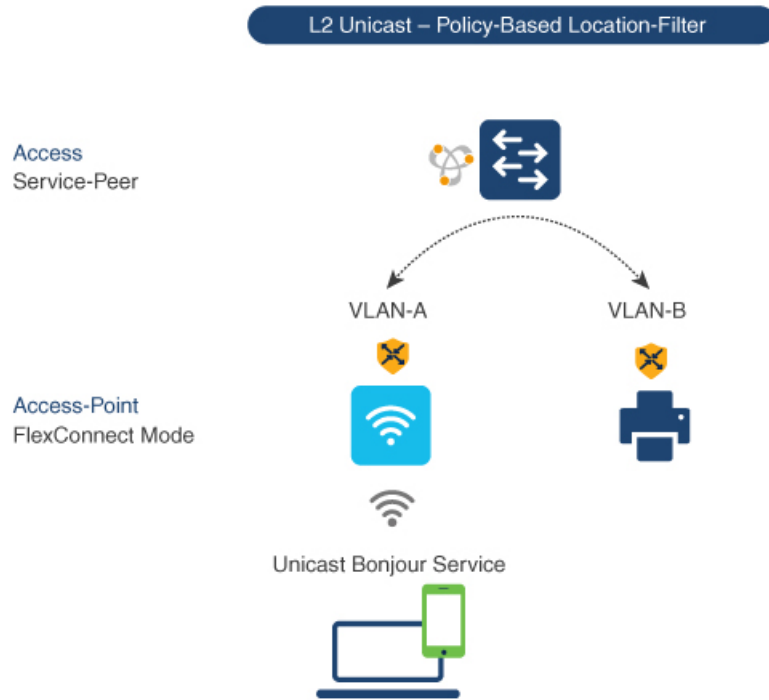 L2 Unicast – Policy-Based Location-Filter
Access
Service-Peer
VLAN-A
VLAN-B
Access-Point
FlexConnect Mode
Unicast Bonjour Service